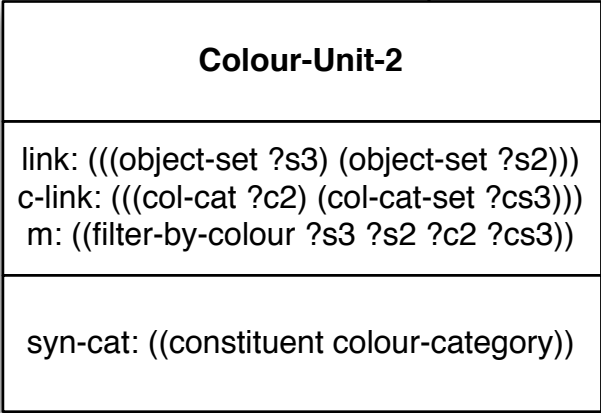 Colour-Unit-2
link: (((object-set ?s3) (object-set ?s2)))
c-link: (((col-cat ?c2) (col-cat-set ?cs3)))
m: ((filter-by-colour ?s3 ?s2 ?c2 ?cs3))
syn-cat: ((constituent colour-category))